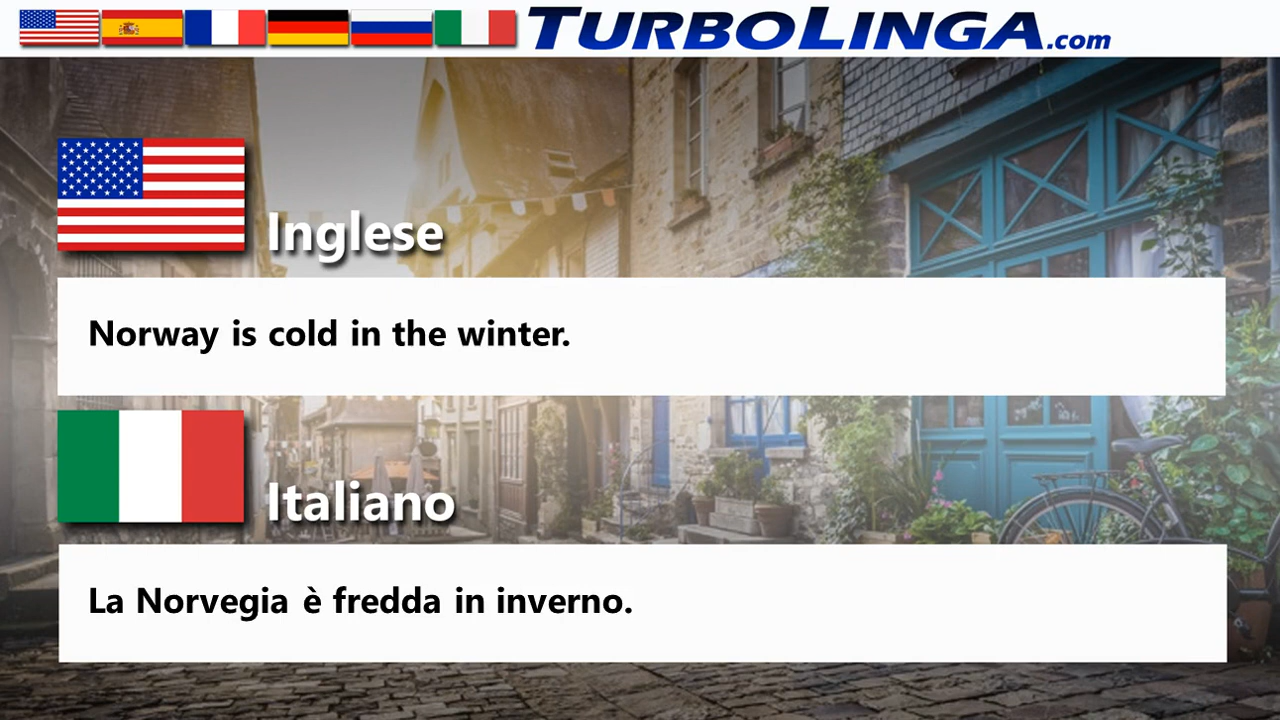 TURBOLINGA.com
Inglese
Norway is cold in the winter.
Italiano
La Norvegia è fredda in inverno.